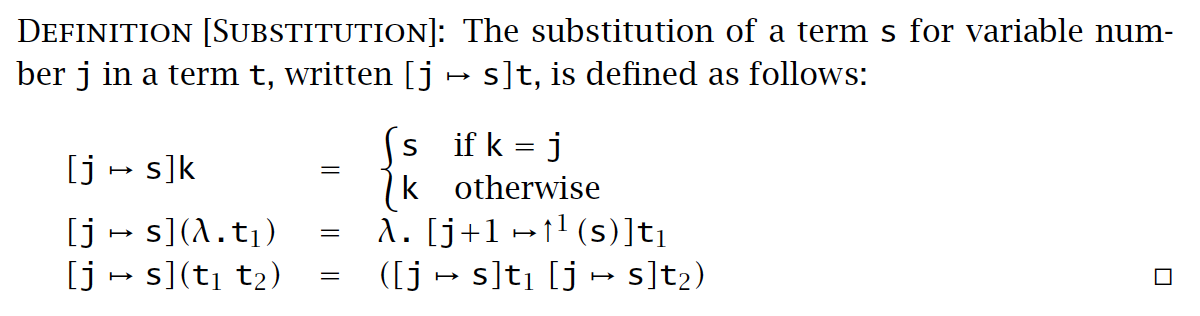 DEFINITION [SUBSTITUTION]: The substitution of a term s for variable num-
ber j in a term t, written [j ↦ s]t, is defined as follows:
[j ↦ s]k = {s if k = j
{k otherwise
[j ↦ s](λ.t₁) = λ. [j+1 ↦↑¹(s)]t₁
[j ↦ s](t₁ t₂) = ([j ↦ s]t₁ [j ↦ s]t₂) □